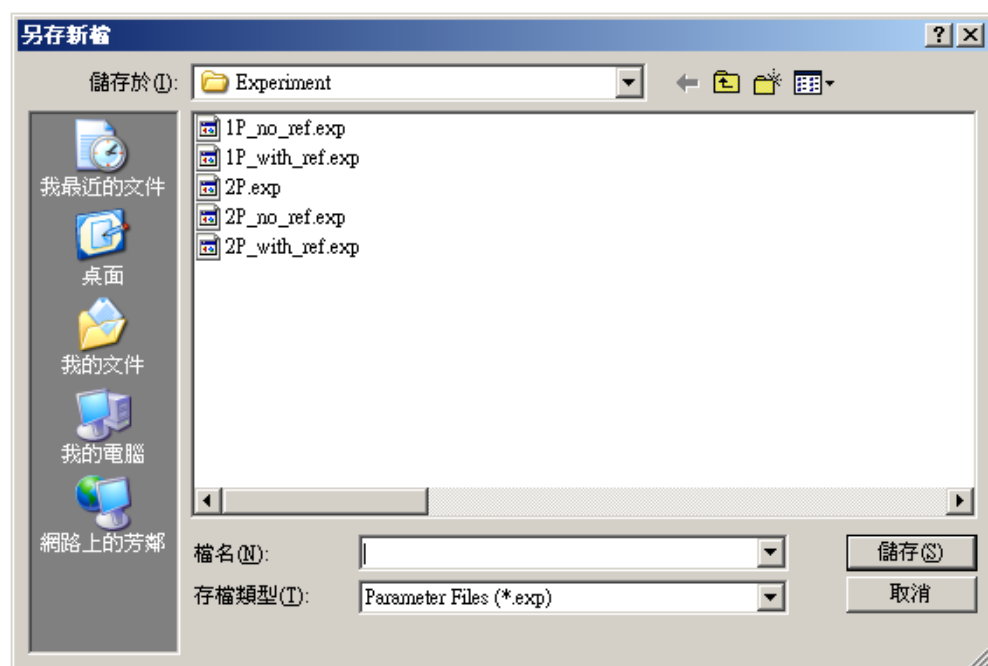 另存新檔
儲存於(I):
Experiment
我最近的文件
桌面
我的文件
我的電腦
網路上的芳鄰
1P_no_ref.exp
1P_with_ref.exp
2P.exp
2P_no_ref.exp
2P_with_ref.exp
檔名(N):
儲存(S)
存檔類型(T):
Parameter Files (*.exp)
取消